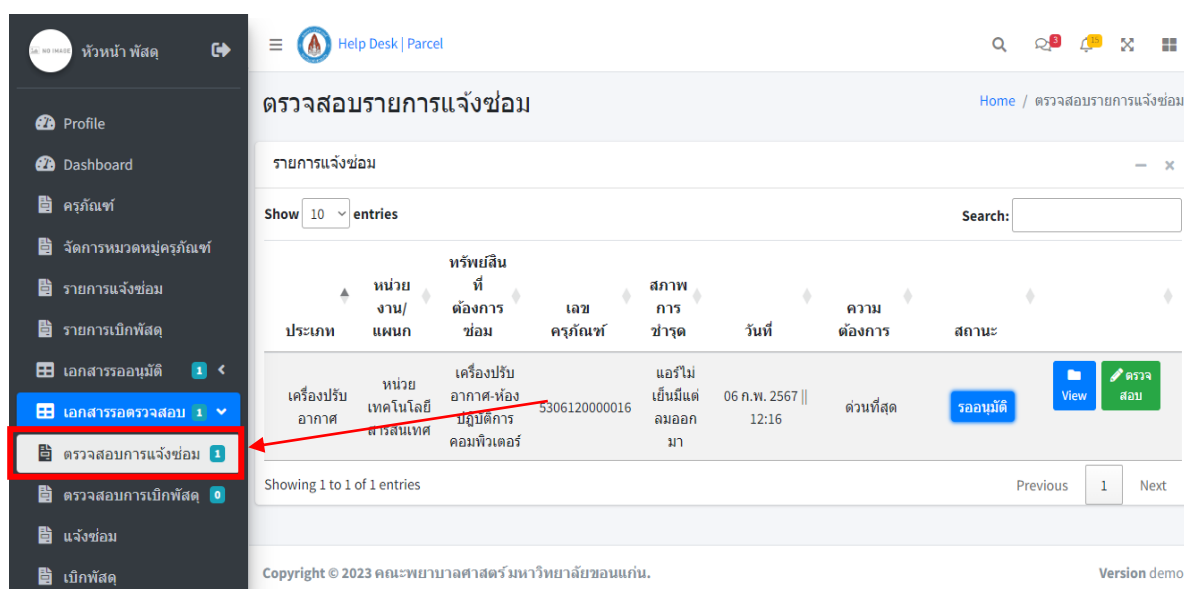 NO IMAGE
หัวหน้า พัสดุ
Profile
Dashboard
ครุภัณฑ์
จัดการหมวดหมู่ครุภัณฑ์
รายการแจ้งซ่อม
รายการเบิกพัสดุ
เอกสารรออนุมัติ 1
เอกสารรอตรวจสอบ 1
ตรวจสอบการแจ้งซ่อม 1
ตรวจสอบการเบิกพัสดุ 0
แจ้งซ่อม
เบิกพัสดุ
Help Desk | Parcel
3 15
ตรวจสอบรายการแจ้งซ่อม
Home / ตรวจสอบรายการแจ้งซ่อม
รายการแจ้งซ่อม
Show 10 entries
Search:
ประเภท
หน่วย
งาน/
แผนก
ทรัพย์สิน
ที่
ต้องการ
ซ่อม
เลข
ครุภัณฑ์
สภาพ
การ
ชำรุด
วันที่
ความ
ต้องการ
สถานะ
เครื่องปรับ
อากาศ
หน่วย
เทคโนโลยี
สารสนเทศ
เครื่องปรับ
อากาศ-ห้อง
ปฏิบัติการ
คอมพิวเตอร์
5306120000016
แอร์ไม่
เย็นมีแต่
ลมออก
มา
06 ก.พ. 2567 ||
12:16
ด่วนที่สุด
รออนุมัติ
View
ตรวจ
สอบ
Showing 1 to 1 of 1 entries
Previous 1 Next
Copyright © 2023 คณะพยาบาลศาสตร์ มหาวิทยาลัยขอนแก่น.
Version demo